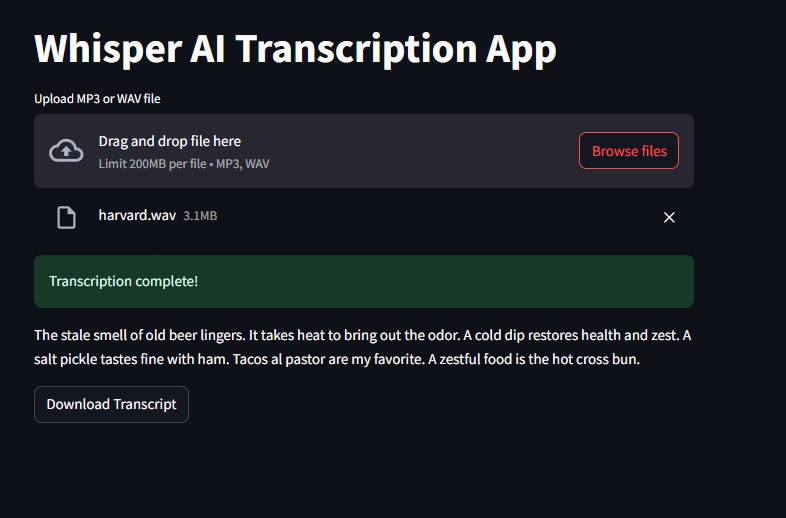 Whisper AI Transcription App
Upload MP3 or WAV file
Drag and drop file here
Limit 200MB per file • MP3, WAV
Browse files
harvard.wav 3.1MB
Transcription complete!
The stale smell of old beer lingers. It takes heat to bring out the odor. A cold dip restores health and zest. A
salt pickle tastes fine with ham. Tacos al pastor are my favorite. A zestful food is the hot cross bun.
Download Transcript